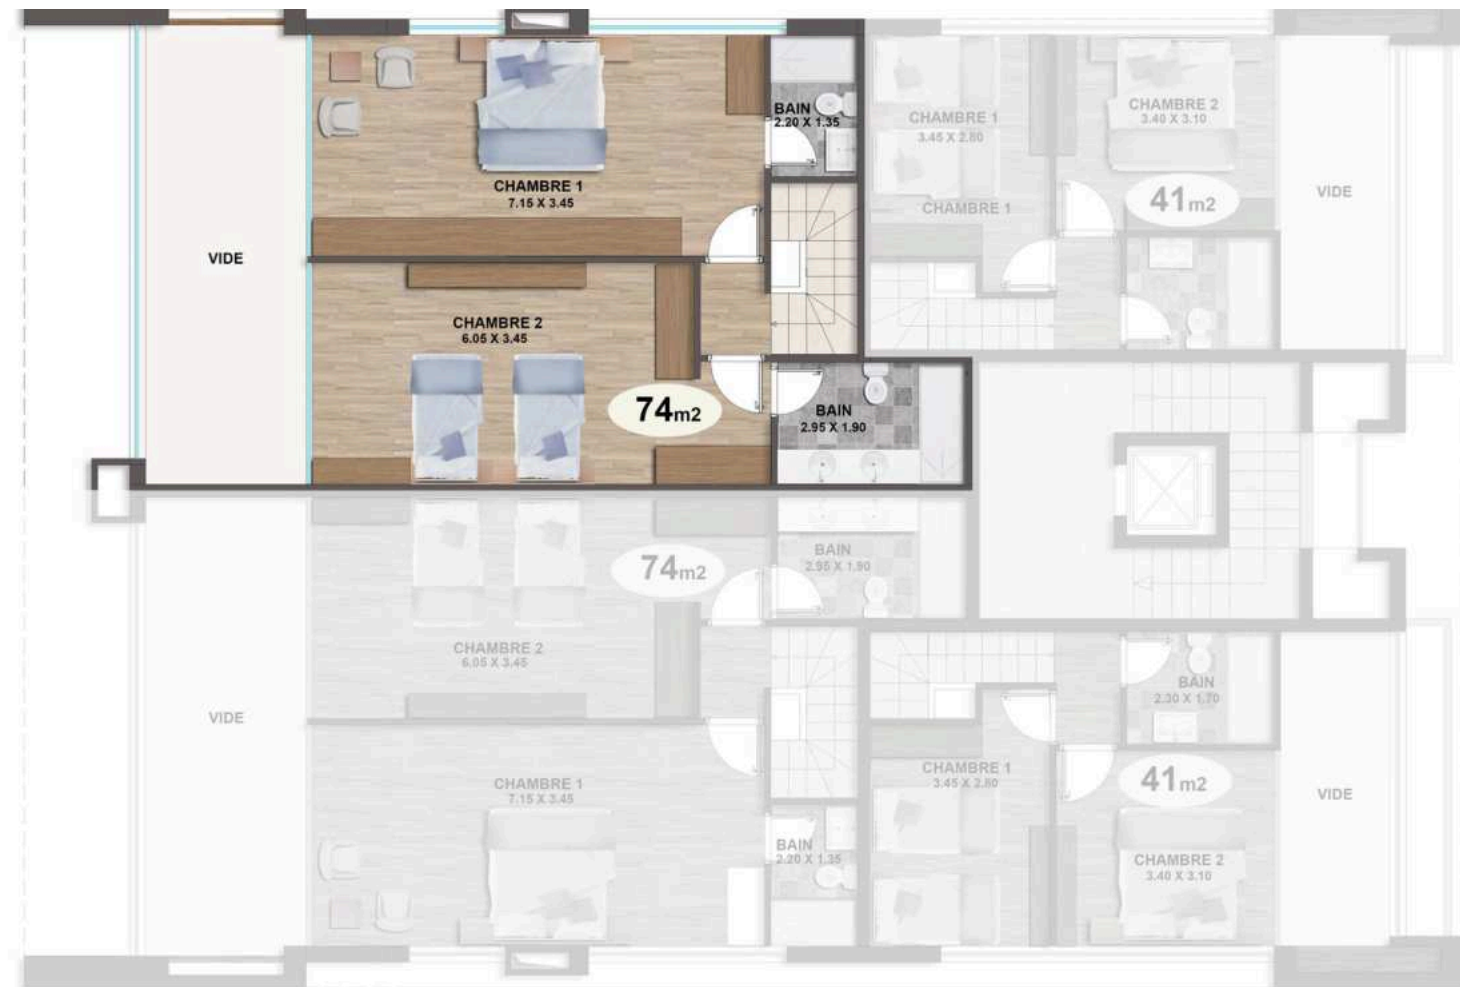 BAIN
2.20 X 1.35
CHAMBRE 1
7.15 X 3.45
VIDE
CHAMBRE 2
6.05 X 3.45
74m2
BAIN
2.95 X 1.90
CHAMBRE 1
3.45 X 2.80
CHAMBRE 1
CHAMBRE 2
3.40 X 3.10
41m2
VIDE
74m2
BAIN
2.95 X 1.90
CHAMBRE 2
6.05 X 3.45
VIDE
CHAMBRE 1
7.15 X 3.45
BAIN
2.20 X 1.35
BAIN
2.30 X 1.70
CHAMBRE 1
3.45 X 2.80
41m2
VIDE
CHAMBRE 2
3.40 X 3.10